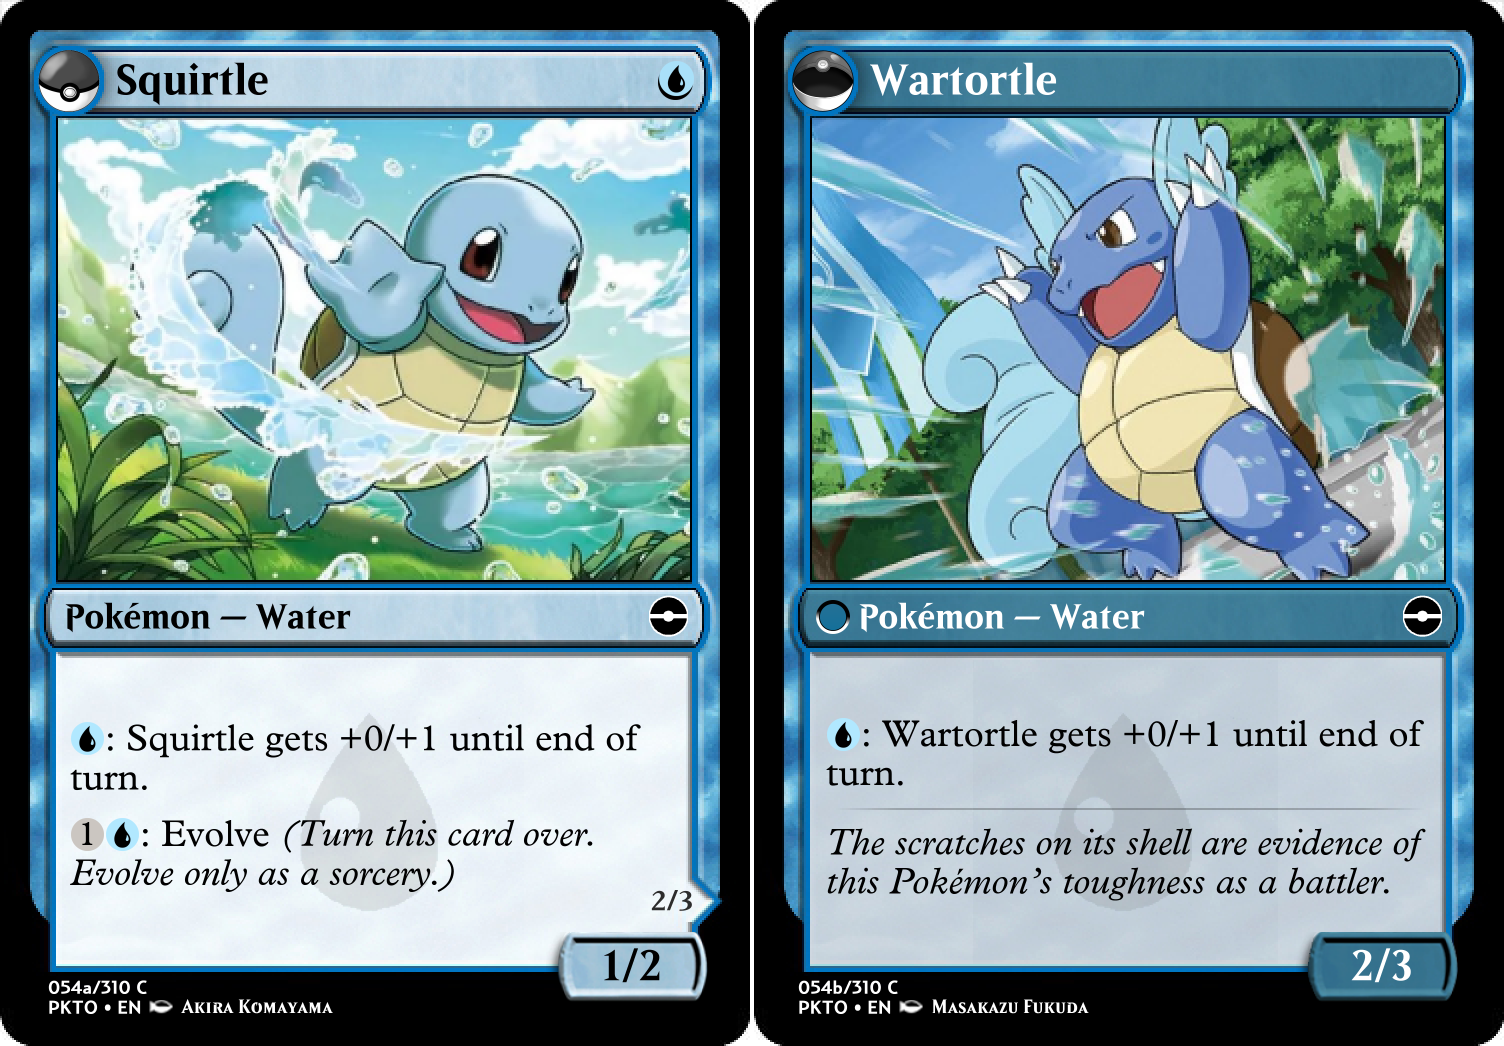 Squirtle
Pokémon — Water
: Squirtle gets +0/+1 until end of
turn.
1 : Evolve (Turn this card over.
Evolve only as a sorcery.)
2/3
1/2
054a/310 C
PKTO • EN Akira Komayama
Wartortle
Pokémon — Water
: Wartortle gets +0/+1 until end of
turn.
The scratches on its shell are evidence of
this Pokémon's toughness as a battler.
2/3
054b/310 C
PKTO • EN Masakazu Fukuda